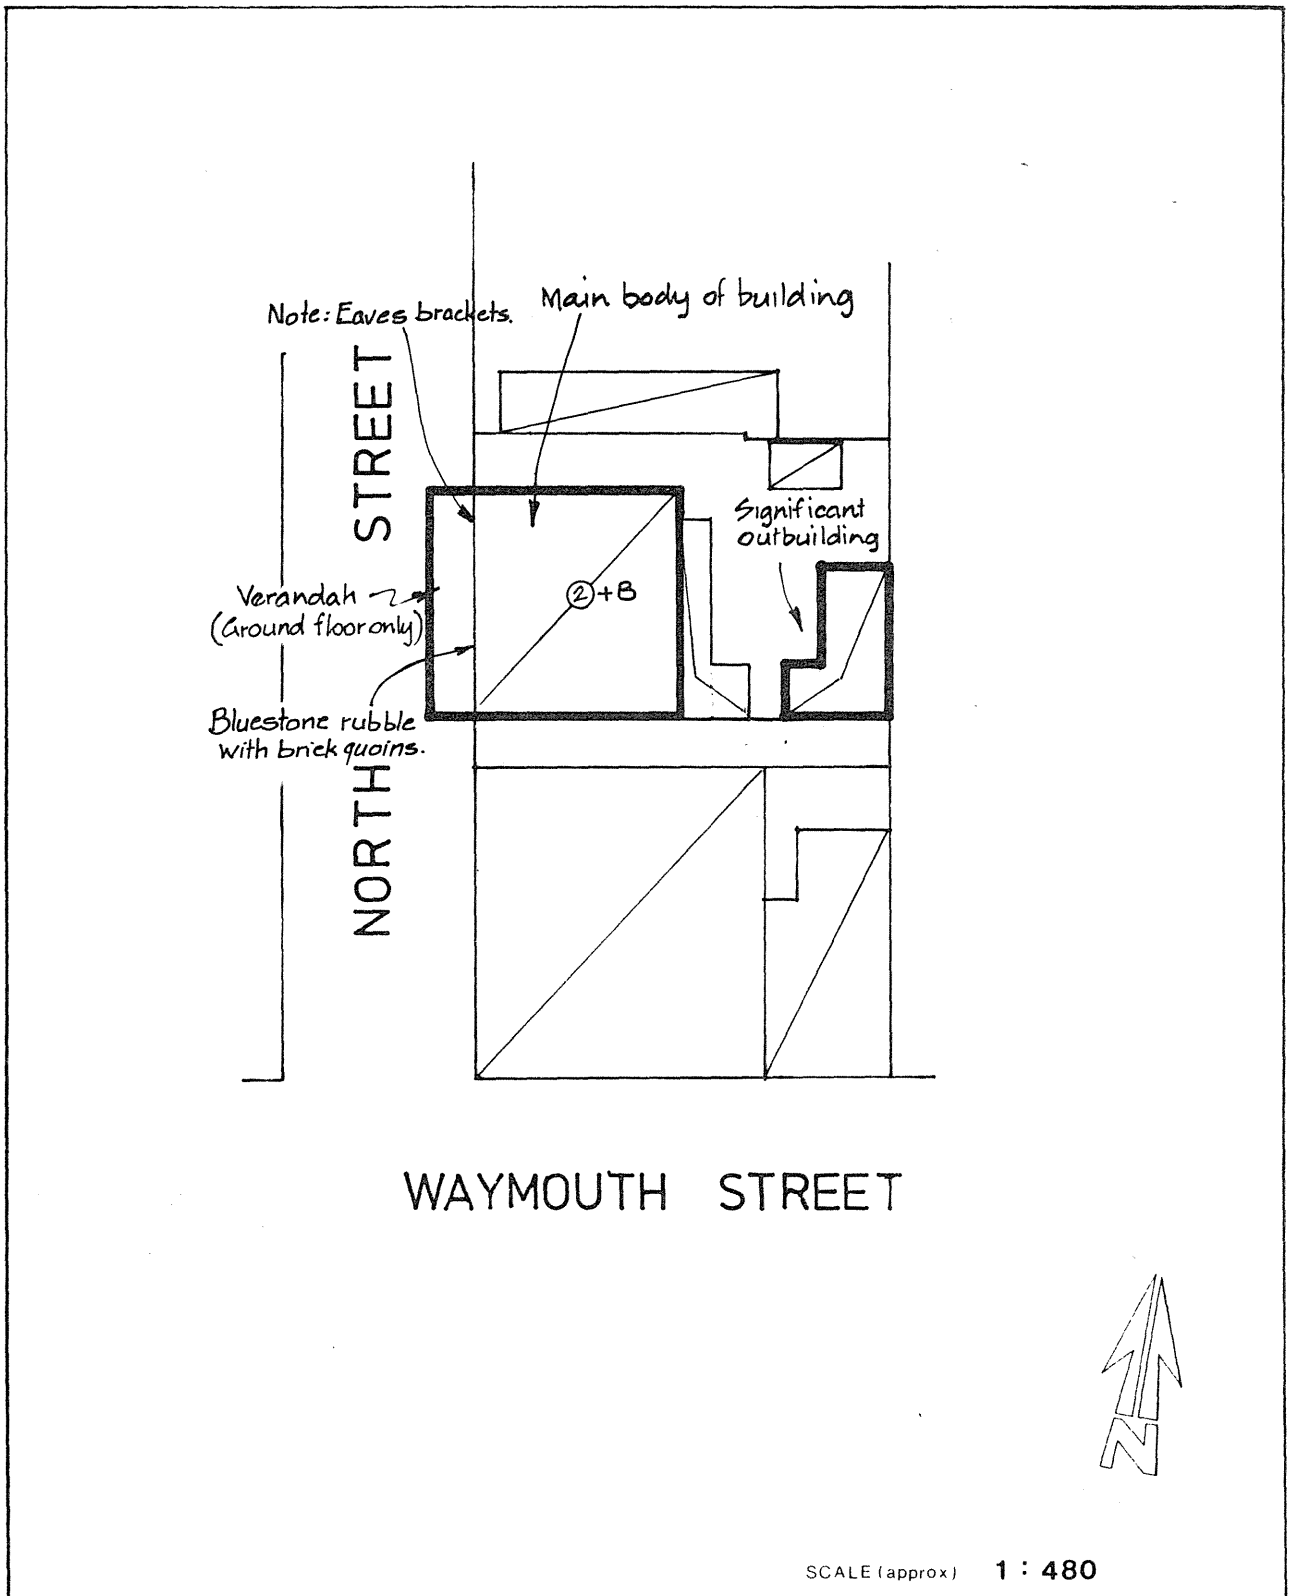 Note: Eaves brackets.
Main body of building
NORTH STREET
Significant
outbuilding
Verandah
(Ground floor only)
2+B
Bluestone rubble
with brick quoins.
WAYMOUTH STREET
N
SCALE (approx) 1 : 480